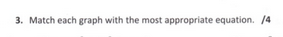 3. Match each graph with the most appropriate equation. /4